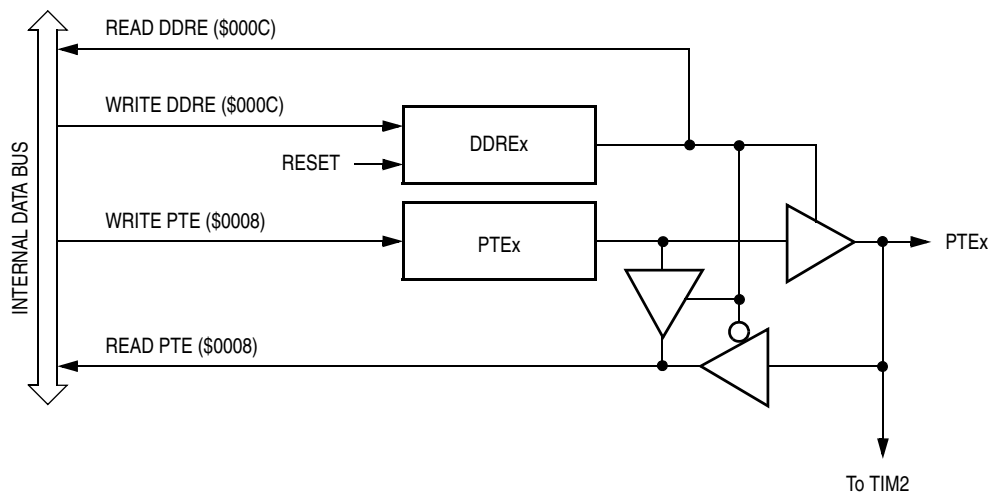 READ DDRE ($000C)
WRITE DDRE ($000C)
DDREx
RESET
INTERNAL DATA BUS
WRITE PTE ($0008)
PTEx
PTEx
READ PTE ($0008)
To TIM2